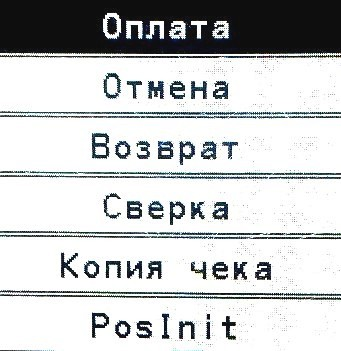 Оплата
Отмена
Возврат
Сверка
Копия чека
PosInit